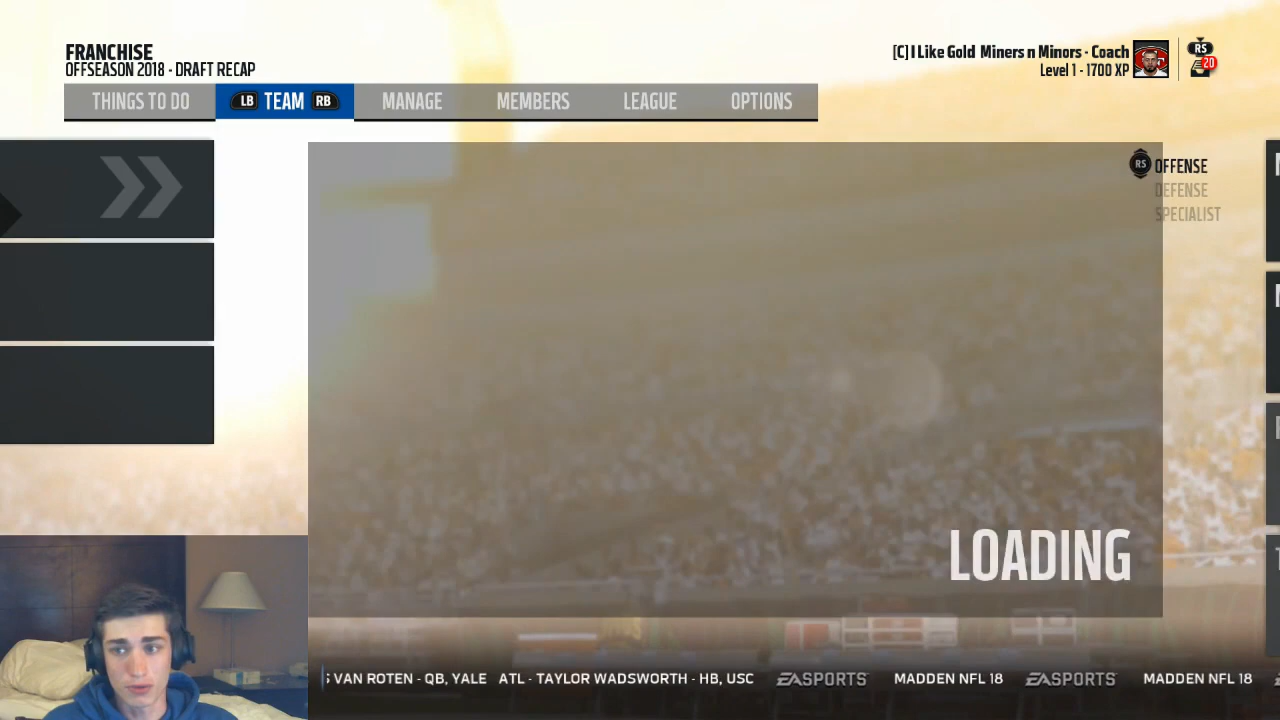 FRANCHISE
OFFSEASON 2018 - DRAFT RECAP
[C] I Like Gold Miners n Minors - Coach
Level 1 - 1700 XP
RS
20
THINGS TO DO
LB TEAM RB
MANAGE
MEMBERS
LEAGUE
OPTIONS
RS OFFENSE
DEFENSE
SPECIALIST
LOADING
VAN ROTEN - QB, YALE ATL - TAYLOR WADSWORTH - HB, USC EA SPORTS MADDEN NFL 18 EA SPORTS MADDEN NFL 18